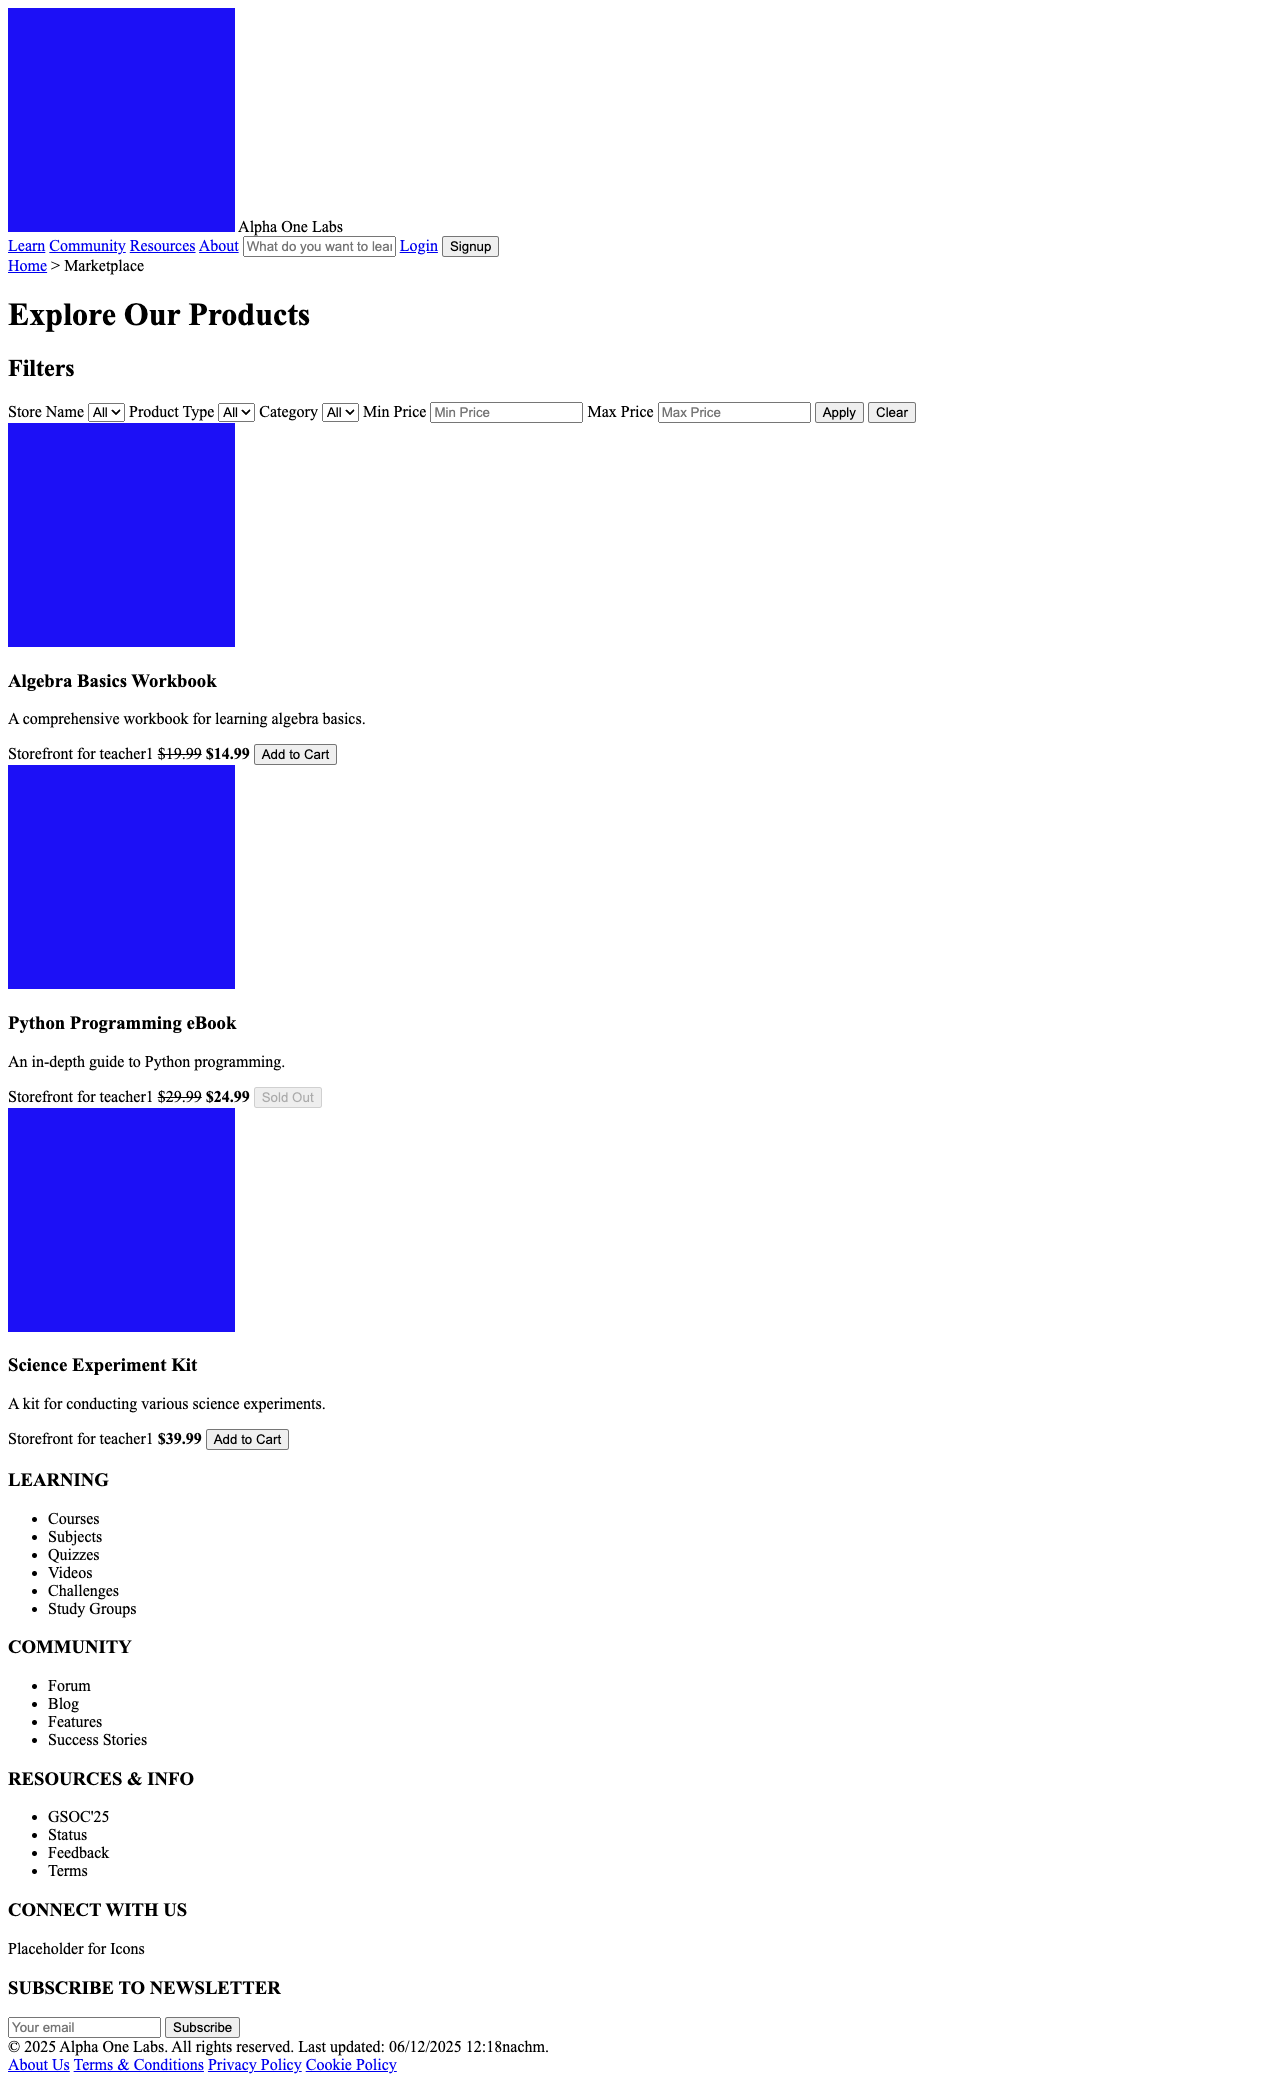 Alpha One Labs
Learn Community Resources About What do you want to lear Login Signup
Home > Marketplace
Explore Our Products
Filters
Store Name All Product Type All Category All Min Price Min Price Max Price Max Price Apply Clear
Algebra Basics Workbook
A comprehensive workbook for learning algebra basics.
Storefront for teacher1 $19.99 $14.99 Add to Cart
Python Programming eBook
An in-depth guide to Python programming.
Storefront for teacher1 $29.99 $24.99 Sold Out
Science Experiment Kit
A kit for conducting various science experiments.
Storefront for teacher1 $39.99 Add to Cart
LEARNING
• Courses
• Subjects
• Quizzes
• Videos
• Challenges
• Study Groups
COMMUNITY
• Forum
• Blog
• Features
• Success Stories
RESOURCES & INFO
• GSOC'25
• Status
• Feedback
• Terms
CONNECT WITH US
Placeholder for Icons
SUBSCRIBE TO NEWSLETTER
Your email Subscribe
© 2025 Alpha One Labs. All rights reserved. Last updated: 06/12/2025 12:18nachm.
About Us Terms & Conditions Privacy Policy Cookie Policy